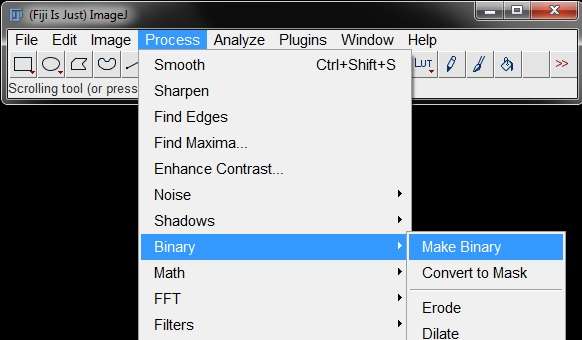 (Fiji Is Just) ImageJ
File Edit Image Process Analyze Plugins Window Help
LUT >>
Scrolling tool (or press
Smooth Ctrl+Shift+S
Sharpen
Find Edges
Find Maxima...
Enhance Contrast...
Noise
Shadows
Binary Make Binary
Math Convert to Mask
FFT Erode
Filters Dilate